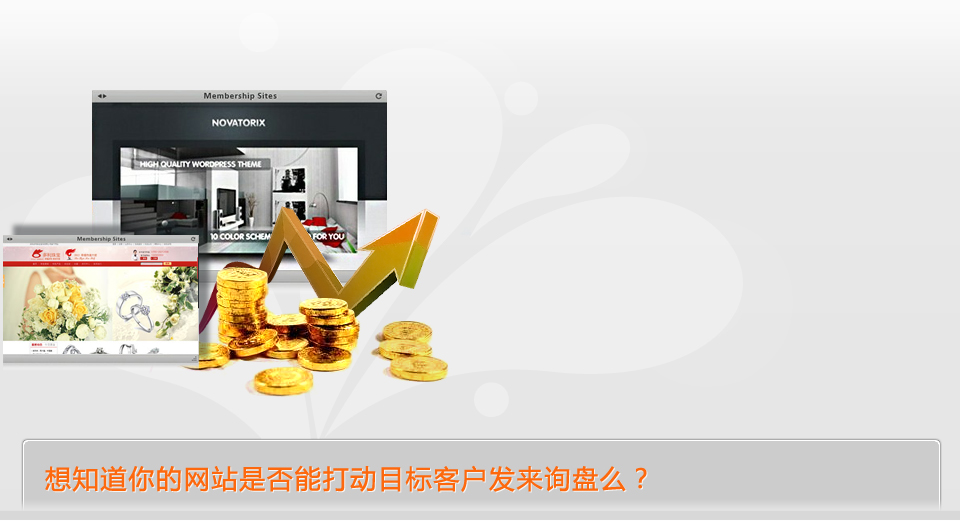 Membership Sites
NOVATORIX
HIGH QUALITY WORDPRESS THEME
10 COLOR SCHEM
FOR YOU
Membership Sites
想知道你的网站是否能打动目标客户发来询盘么？